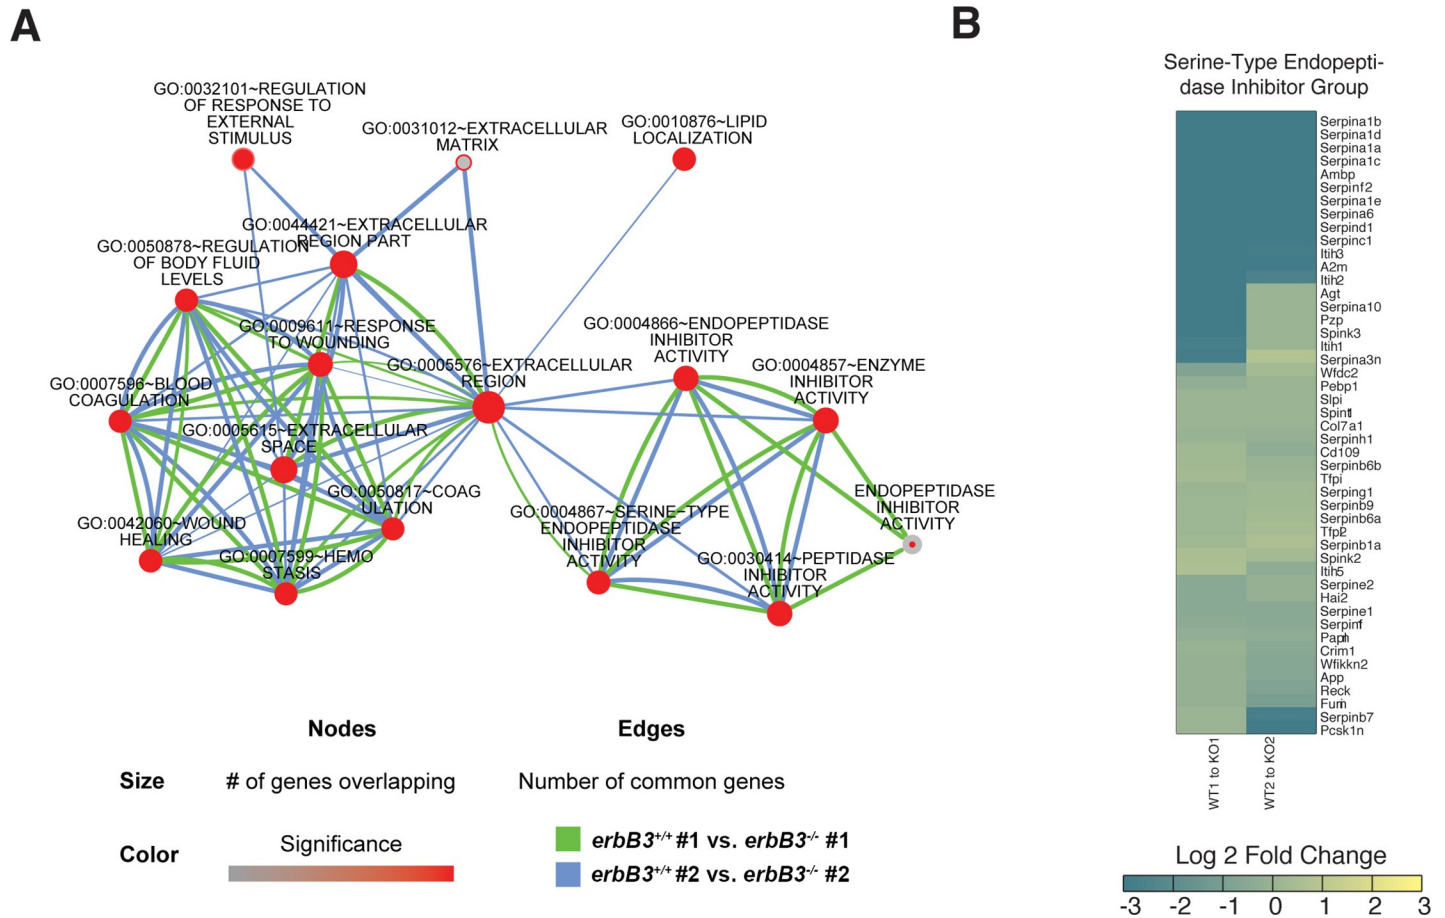 A
B
GO:0032101~REGULATION
OF RESPONSE TO
EXTERNAL
STIMULUS
GO:0031012~EXTRACELLULAR
MATRIX
GO:0010876~LIPID
LOCALIZATION
GO:0044421~EXTRACELLULAR
REGION PART
GO:0050878~REGULATION
OF BODY FLUID
LEVELS
GO:0009611~RESPONSE
TO WOUNDING
GO:0005576~EXTRACELLULAR
REGION
GO:0004866~ENDOPEPTIDASE
INHIBITOR
ACTIVITY
GO:0004857~ENZYME
INHIBITOR
ACTIVITY
GO:0007596~BLOOD
COAGULATION
GO:0005615~EXTRACELLULAR
SPACE
GO:0050817~COAG
ULATION
GO:0042060~WOUND
HEALING
GO:0007599~HEMO
STASIS
GO:0004867~SERINE-TYPE
ENDOPEPTIDASE
INHIBITOR
ACTIVITY
GO:0030414~PEPTIDASE
INHIBITOR
ACTIVITY
ENDOPEPTIDASE
INHIBITOR
ACTIVITY
Nodes
Edges
Size
# of genes overlapping
Number of common genes
Color
Significance
erbB3+/+ #1 vs. erbB3-/- #1
erbB3+/+ #2 vs. erbB3-/- #2
Serine-Type Endopepti-
dase Inhibitor Group
Serpina1b
Serpina1d
Serpina1a
Serpina1c
Ambp
Serpinf2
Serpina1e
Serpina6
Serpind1
Serpinc1
Itih3
A2m
Itih2
Agt
Serpina10
Pzp
Spink3
Itih1
Serpina3n
Wfdc2
Pebp1
Slpi
Spint1
Col7a1
Serpinh1
Cd109
Serpinb6b
Tfpi
Serping1
Serpinb9
Serpinb6a
Tfpi2
Serpinb1a
Spink2
Itih5
Serpine2
Hai2
Serpine1
Serpinf
Papln
Crim1
Wfikkn2
App
Reck
Furin
Serpinb7
Pcsk1n
WT1 to KO1
WT2 to KO2
Log 2 Fold Change
-3 -2 -1 0 1 2 3